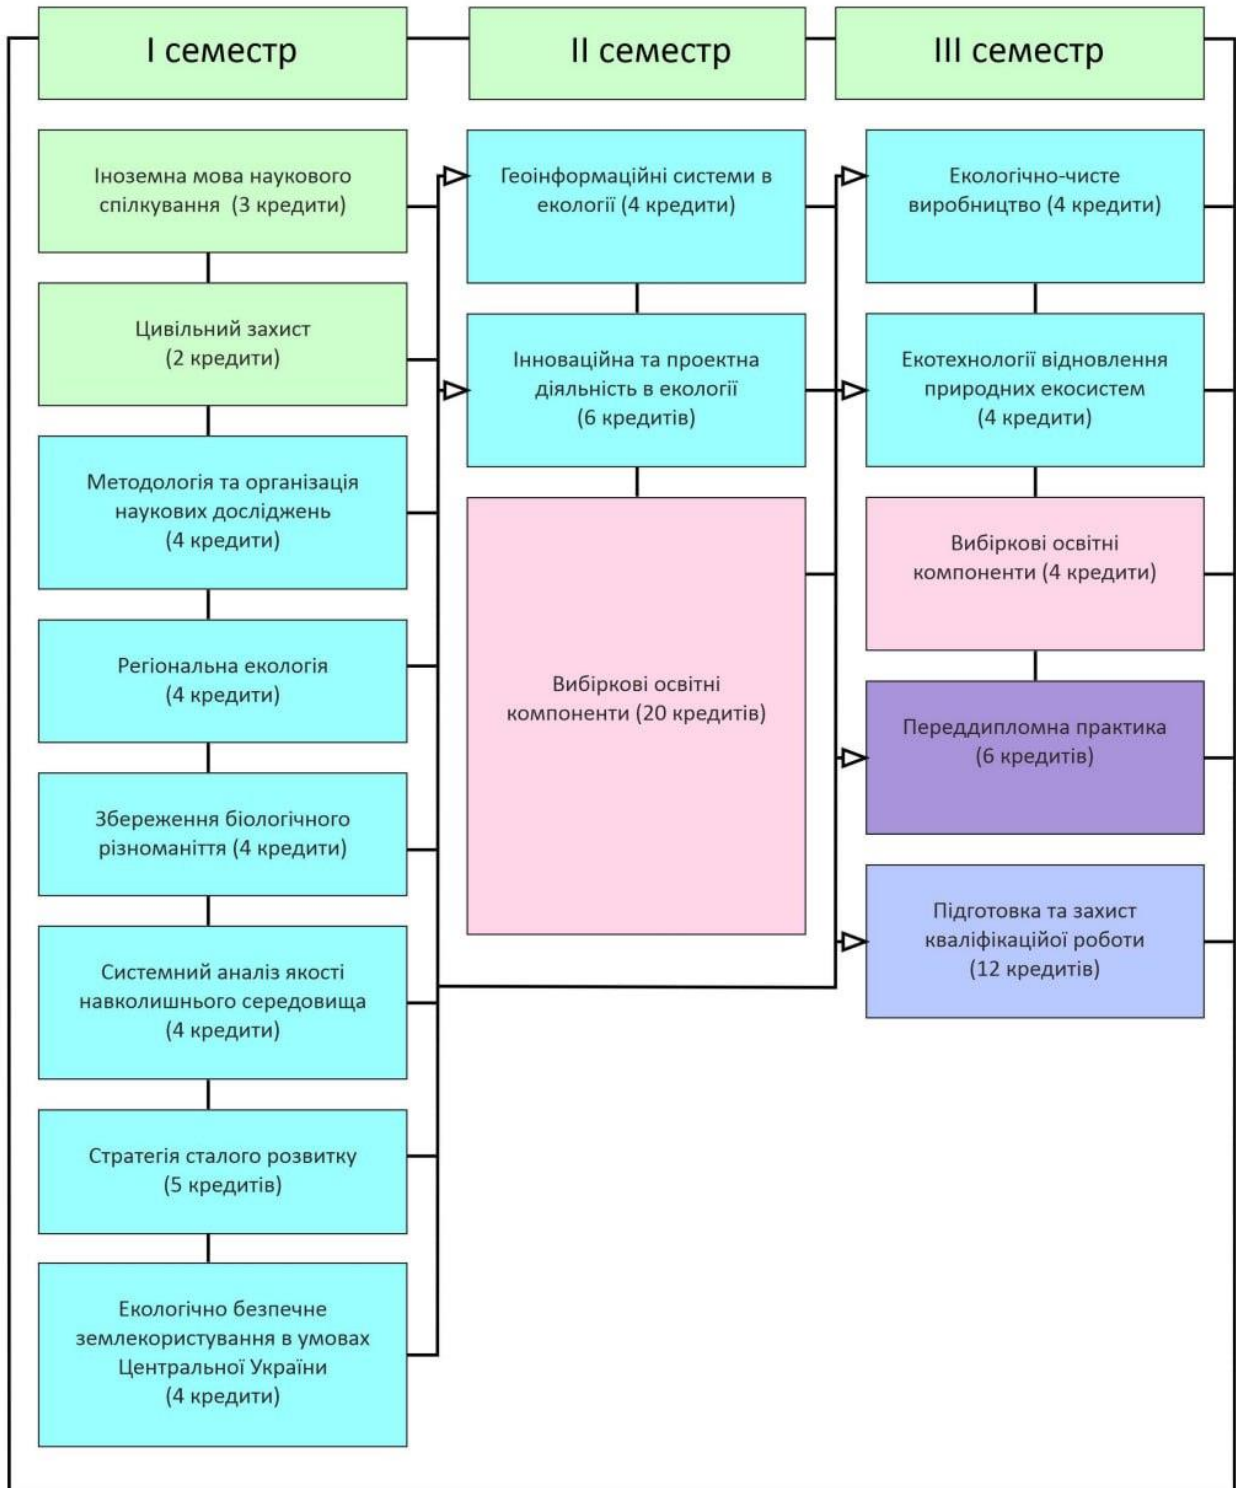 І семестр
ІІ семестр
ІІІ семестр
Іноземна мова наукового
спілкування (3 кредити)
Цивільний захист
(2 кредити)
Методологія та організація
наукових досліджень
(4 кредити)
Регіональна екологія
(4 кредити)
Збереження біологічного
різноманіття (4 кредити)
Системний аналіз якості
навколишнього середовища
(4 кредити)
Стратегія сталого розвитку
(5 кредитів)
Екологічно безпечне
землекористування в умовах
Центральної України
(4 кредити)
Геоінформаційні системи в
екології (4 кредити)
Інноваційна та проектна
діяльність в екології
(6 кредитів)
Вибіркові освітні
компоненти (20 кредитів)
Екологічно-чисте
виробництво (4 кредити)
Екотехнології відновлення
природних екосистем
(4 кредити)
Вибіркові освітні
компоненти (4 кредити)
Переддипломна практика
(6 кредитів)
Підготовка та захист
кваліфікаційої роботи
(12 кредитів)